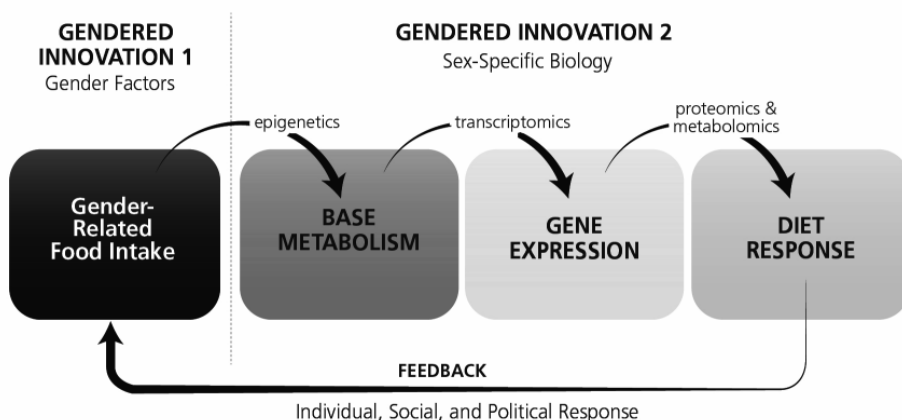 GENDERED
INNOVATION 1
Gender Factors
GENDERED INNOVATION 2
Sex-Specific Biology
epigenetics
transcriptomics
proteomics &
metabolomics
Gender-
Related
Food Intake
BASE
METABOLISM
GENE
EXPRESSION
DIET
RESPONSE
FEEDBACK
Individual, Social, and Political Response